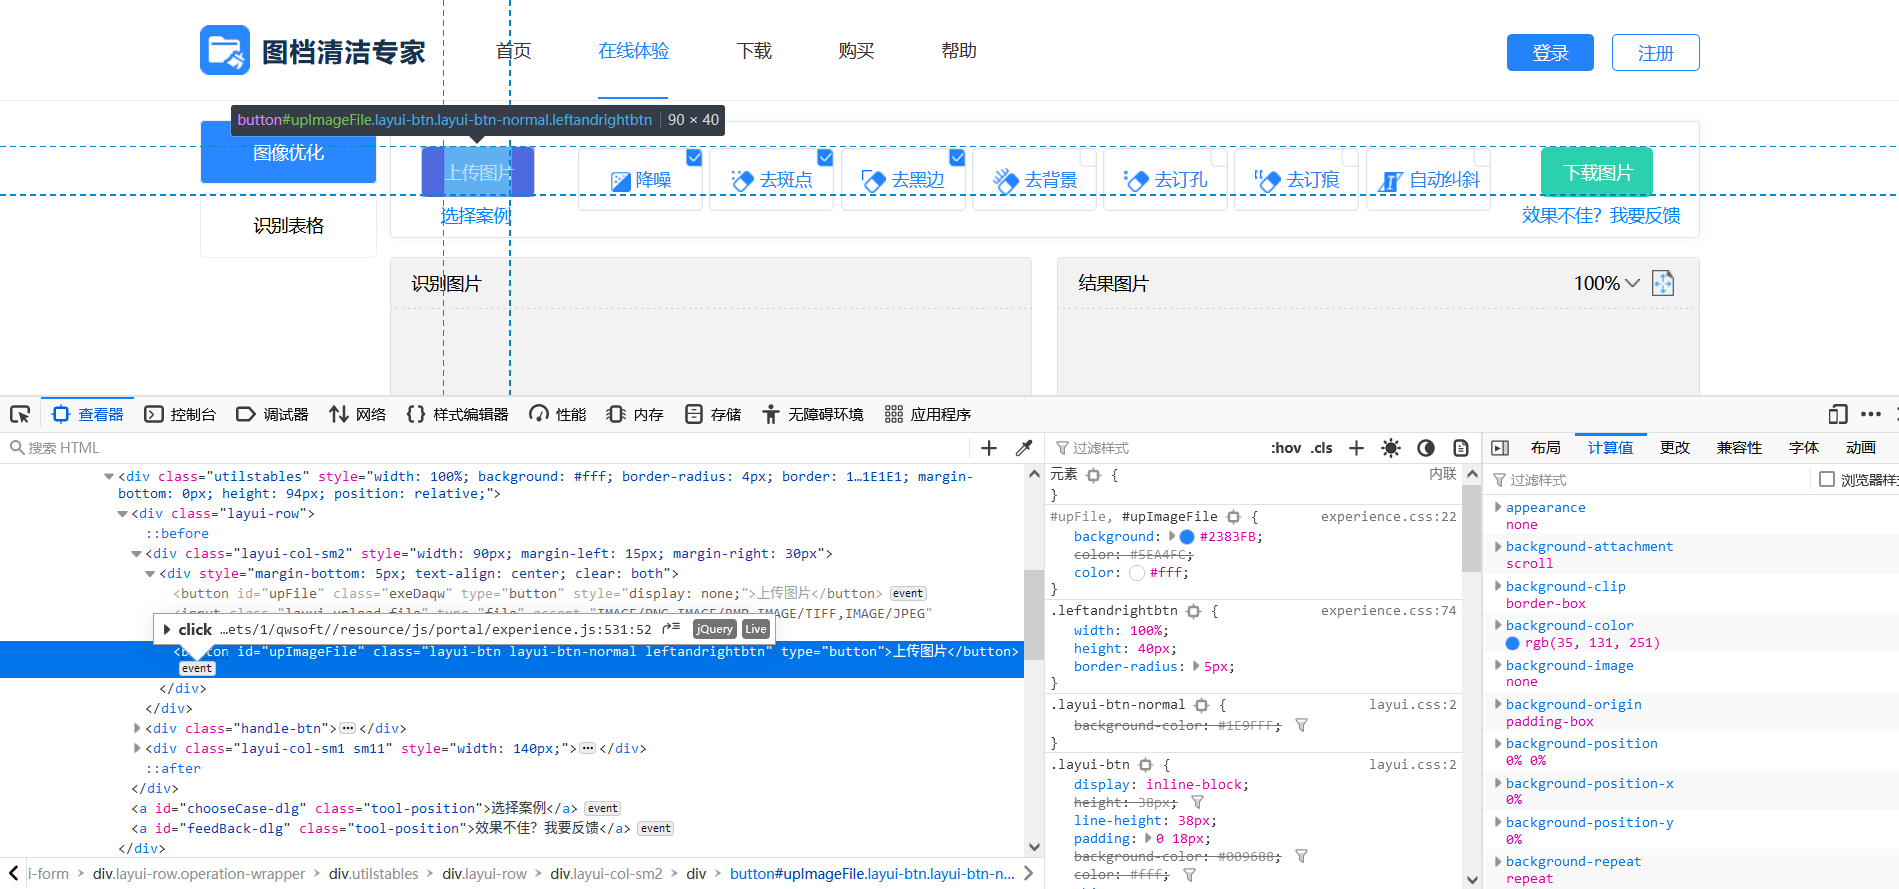 图档清洁专家
首页
在线体验
下载
购买
帮助
登录
注册
button#upImageFile.layui-btn.layui-btn-normal.leftandrightbtn | 90 × 40
图像优化
识别表格
上传图片
选择案例
降噪
去斑点
去黑边
去背景
去订孔
去订痕
自动纠斜
下载图片
效果不佳？我要反馈
识别图片
结果图片
100%
查看器
控制台
调试器
网络
样式编辑器
性能
内存
存储
无障碍环境
应用程序
搜索 HTML
<div class="utilstables" style="width: 100%; background: #fff; border-radius: 4px; border: 1…1E1E1; margin-
bottom: 0px; height: 94px; position: relative;">
<div class="layui-row">
::before
<div class="layui-col-sm2" style="width: 90px; margin-left: 15px; margin-right: 30px">
<div style="margin-bottom: 5px; text-align: center; clear: both">
<button id="upFile" class="exeDaqw" type="button" style="display: none;">上传图片</button> event
<input class="layui-upload-file" type="file" accept="IMAGE/PNG,IMAGE/BMP,IMAGE/TIFF,IMAGE/JPEG"
click …ets/1/qwsoft//resource/js/portal/experience.js:531:52 jQuery Live
<button id="upImageFile" class="layui-btn layui-btn-normal leftandrightbtn" type="button">上传图片</button>
event
</div>
</div>
<div class="handle-btn">…</div>
<div class="layui-col-sm1 sm11" style="width: 140px;">…</div>
::after
</div>
<a id="chooseCase-dlg" class="tool-position">选择案例</a> event
<a id="feedBack-dlg" class="tool-position">效果不佳？我要反馈</a> event
</div>
i-form > div.layui-row.operation-wrapper > div.utilstables > div.layui-row > div.layui-col-sm2 > div > button#upImageFile.layui-btn.layui-btn-n...
过滤样式
:hov .cls
元素 { 内联
}
#upFile, #upImageFile { experience.css:22
background: #2383FB;
color: #5EA4FC;
color: #fff;
}
.leftandrightbtn { experience.css:74
width: 100%;
height: 40px;
border-radius: 5px;
}
.layui-btn-normal { layui.css:2
background-color: #1E9FFF;
}
.layui-btn { layui.css:2
display: inline-block;
height: 38px;
line-height: 38px;
padding: 0 18px;
background-color: #009688;
color: #fff;
布局
计算值
更改
兼容性
字体
动画
过滤样式
浏览器样
appearance
none
background-attachment
scroll
background-clip
border-box
background-color
rgb(35, 131, 251)
background-image
none
background-origin
padding-box
background-position
0% 0%
background-position-x
0%
background-position-y
0%
background-repeat
repeat